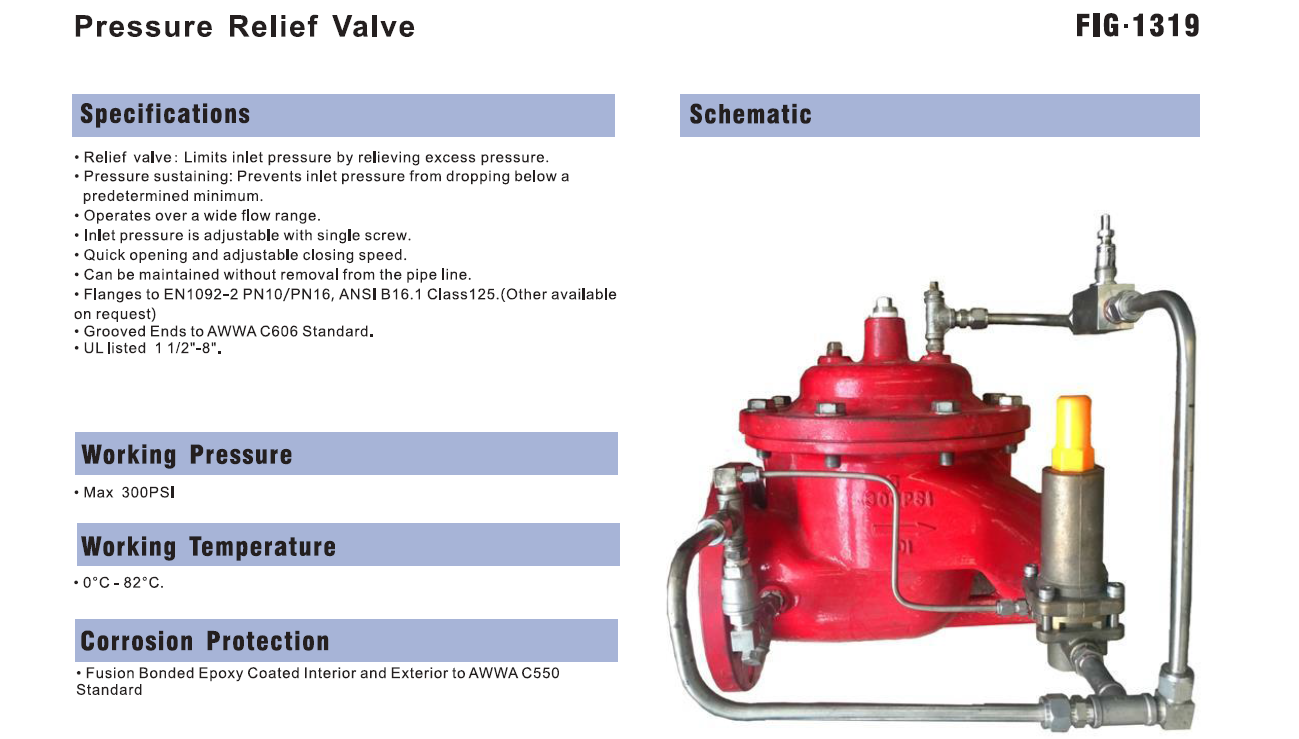 Pressure Relief Valve
FIG·1319
Specifications
• Relief valve: Limits inlet pressure by relieving excess pressure.
• Pressure sustaining: Prevents inlet pressure from dropping below a
predetermined minimum.
• Operates over a wide flow range.
• Inlet pressure is adjustable with single screw.
• Quick opening and adjustable closing speed.
• Can be maintained without removal from the pipe line.
• Flanges to EN1092-2 PN10/PN16, ANSI B16.1 Class125.(Other available
on request)
• Grooved Ends to AWWA C606 Standard.
• UL listed 1 1/2"-8".
Working Pressure
• Max 300PSI
Working Temperature
• 0°C - 82°C.
Corrosion Protection
• Fusion Bonded Epoxy Coated Interior and Exterior to AWWA C550
Standard
Schematic
300PSI
DI